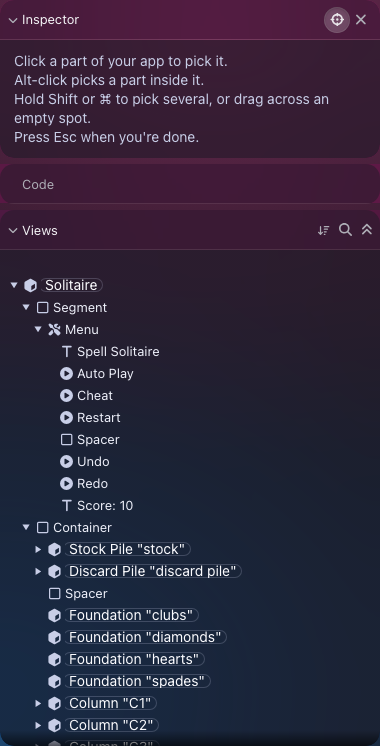 Inspector
Click a part of your app to pick it.
Alt-click picks a part inside it.
Hold Shift or ⌘ to pick several, or drag across an
empty spot.
Press Esc when you're done.
Code
Views
Solitaire
Segment
Menu
Spell Solitaire
Auto Play
Cheat
Restart
Spacer
Undo
Redo
Score: 10
Container
Stock Pile "stock"
Discard Pile "discard pile"
Spacer
Foundation "clubs"
Foundation "diamonds"
Foundation "hearts"
Foundation "spades"
Column "C1"
Column "C2"